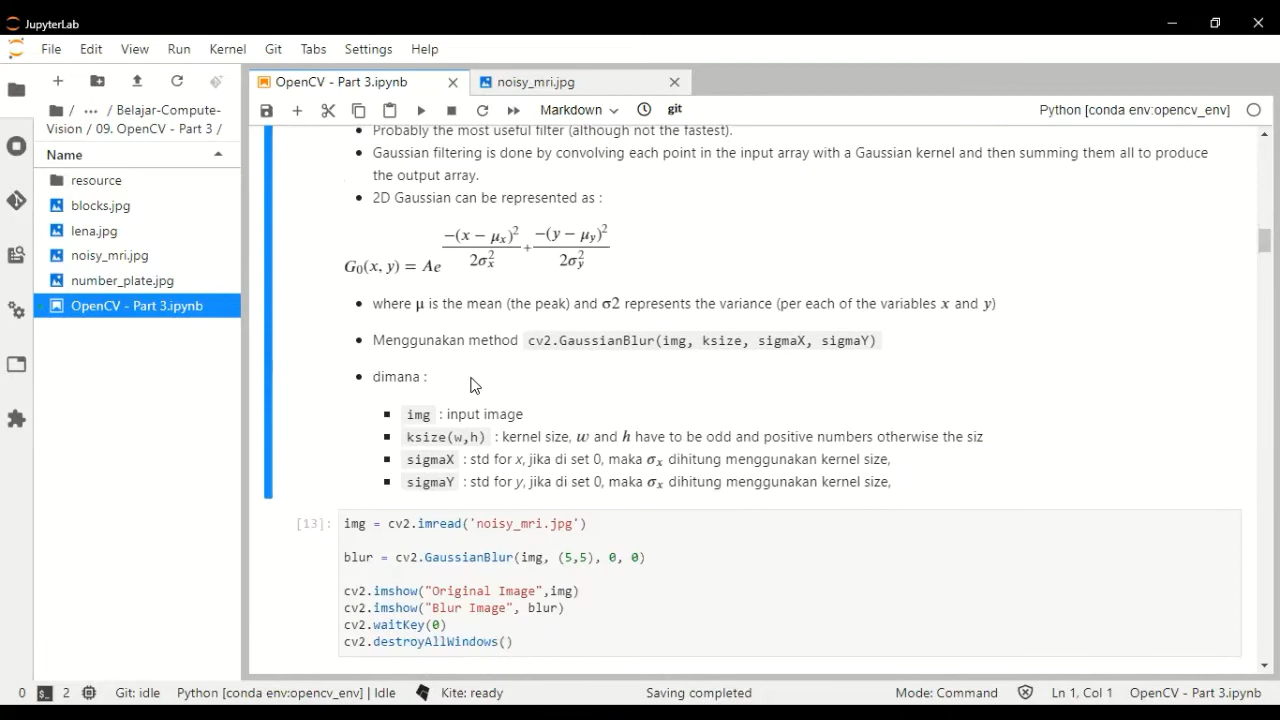 JupyterLab
File Edit View Run Kernel Git Tabs Settings Help
OpenCV - Part 3.ipynb
noisy_mri.jpg
/ ... / Belajar-Compute-
Vision / 09. OpenCV - Part 3 /
Markdown
git
Python [conda env:opencv_env]
Name
resource
blocks.jpg
lena.jpg
noisy_mri.jpg
number_plate.jpg
OpenCV - Part 3.ipynb
• Probably the most useful filter (although not the fastest).
• Gaussian filtering is done by convolving each point in the input array with a Gaussian kernel and then summing them all to produce
the output array.
• 2D Gaussian can be represented as :
G₀(x, y) = Ae^{\frac{-(x − μₓ)²}{2σₓ²} + \frac{-(y − μ_y)²}{2σ_y²}}
• where μ is the mean (the peak) and σ2 represents the variance (per each of the variables x and y)
• Menggunakan method cv2.GaussianBlur(img, ksize, sigmaX, sigmaY)
• dimana :
▪ img : input image
▪ ksize(w,h) : kernel size, w and h have to be odd and positive numbers otherwise the siz
▪ sigmaX : std for x, jika di set 0, maka σₓ dihitung menggunakan kernel size,
▪ sigmaY : std for y, jika di set 0, maka σₓ dihitung menggunakan kernel size,
[13]:
img = cv2.imread('noisy_mri.jpg')
blur = cv2.GaussianBlur(img, (5,5), 0, 0)
cv2.imshow("Original Image",img)
cv2.imshow("Blur Image", blur)
cv2.waitKey(0)
cv2.destroyAllWindows()
0 2 Git: idle Python [conda env:opencv_env] | Idle Kite: ready Saving completed Mode: Command Ln 1, Col 1 OpenCV - Part 3.ipynb